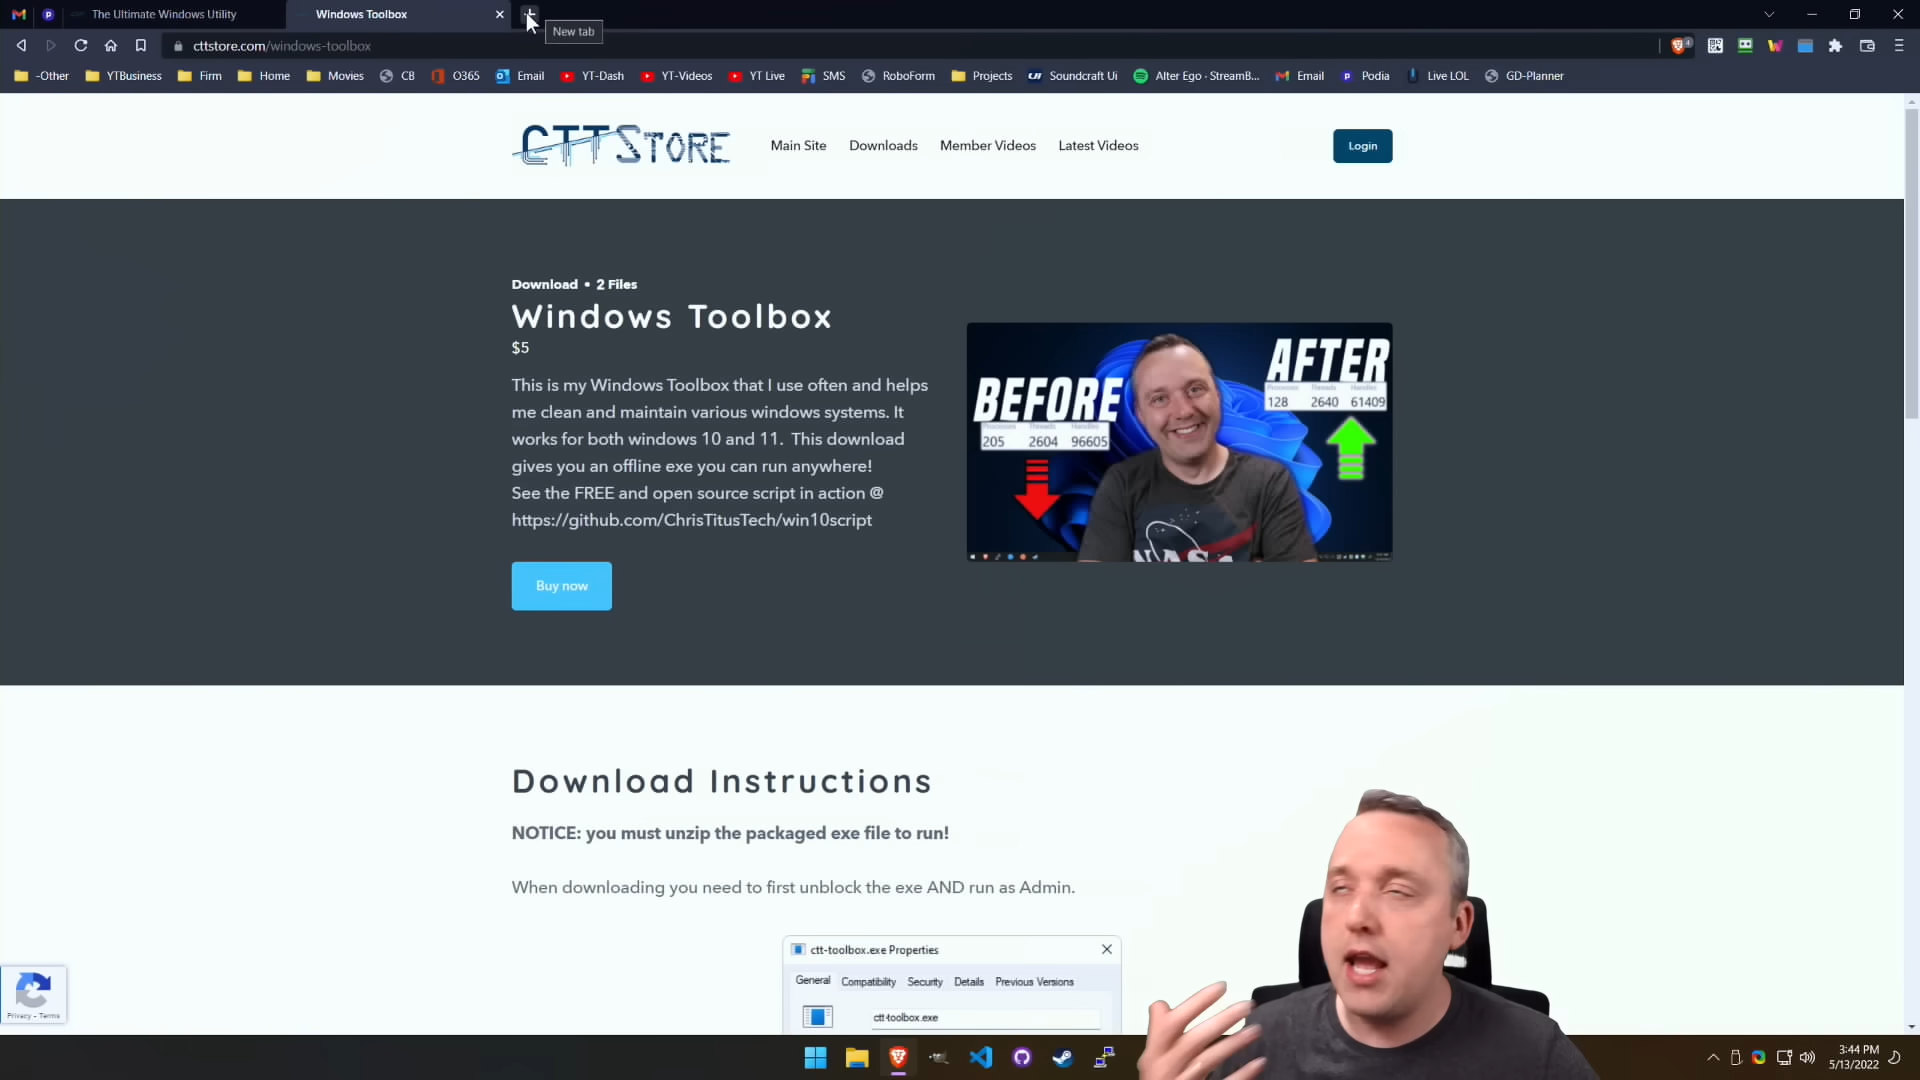 The Ultimate Windows Utility
Windows Toolbox
New tab
cttstore.com/windows-toolbox
4
-Other
YTBusiness
Firm
Home
Movies
CB
O365
Email
YT-Dash
YT-Videos
YT Live
SMS
RoboForm
Projects
Soundcraft Ui
Alter Ego · StreamB...
Email
Podia
Live LOL
GD-Planner
CTTSTORE
Main Site
Downloads
Member Videos
Latest Videos
Login
Download • 2 Files
Windows Toolbox
$5
This is my Windows Toolbox that I use often and helps
me clean and maintain various windows systems. It
works for both windows 10 and 11. This download
gives you an offline exe you can run anywhere!
See the FREE and open source script in action @
https://github.com/ChrisTitusTech/win10script
Buy now
BEFORE
Processes Threads Handles
205 2604 96605
AFTER
Processes Threads Handles
128 2640 61409
NASA
Download Instructions
NOTICE: you must unzip the packaged exe file to run!
When downloading you need to first unblock the exe AND run as Admin.
ctt-toolbox.exe Properties
General
Compatibility
Security
Details
Previous Versions
ctt-toolbox.exe
Privacy - Terms
3:44 PM
5/13/2022